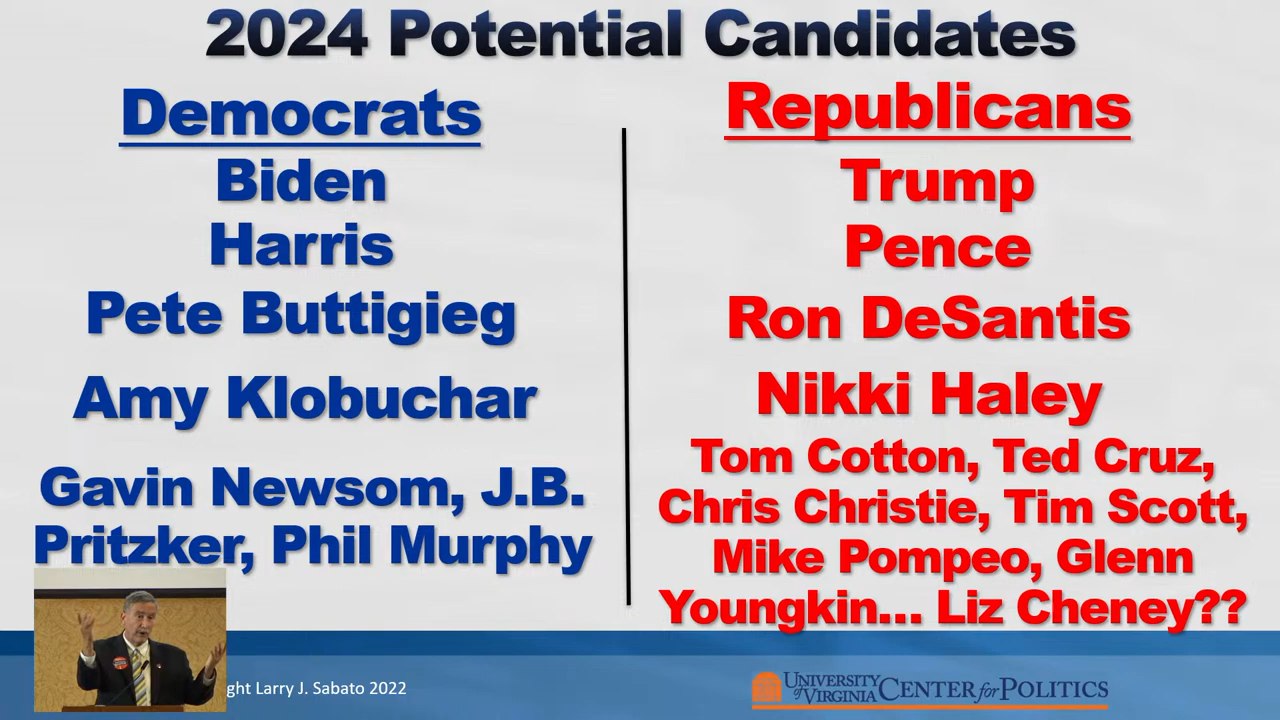 2024 Potential Candidates
Democrats
Biden
Harris
Pete Buttigieg
Amy Klobuchar
Gavin Newsom, J.B.
Pritzker, Phil Murphy
Republicans
Trump
Pence
Ron DeSantis
Nikki Haley
Tom Cotton, Ted Cruz,
Chris Christie, Tim Scott,
Mike Pompeo, Glenn
Youngkin... Liz Cheney??
ght Larry J. Sabato 2022
UNIVERSITY
of VIRGINIA CENTER for POLITICS